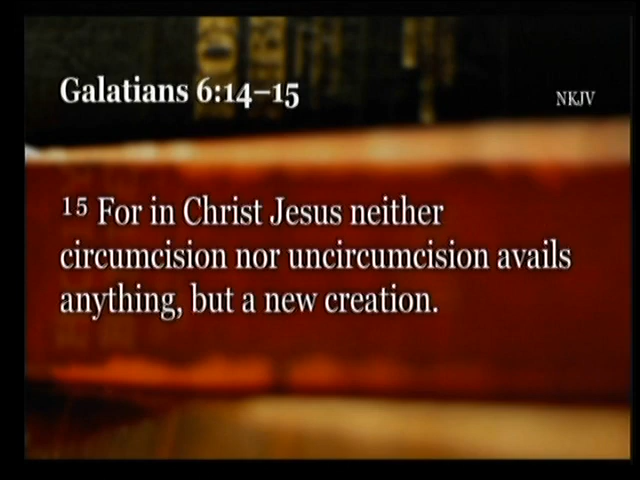 Galatians 6:14–15
NKJV
15 For in Christ Jesus neither
circumcision nor uncircumcision avails
anything, but a new creation.